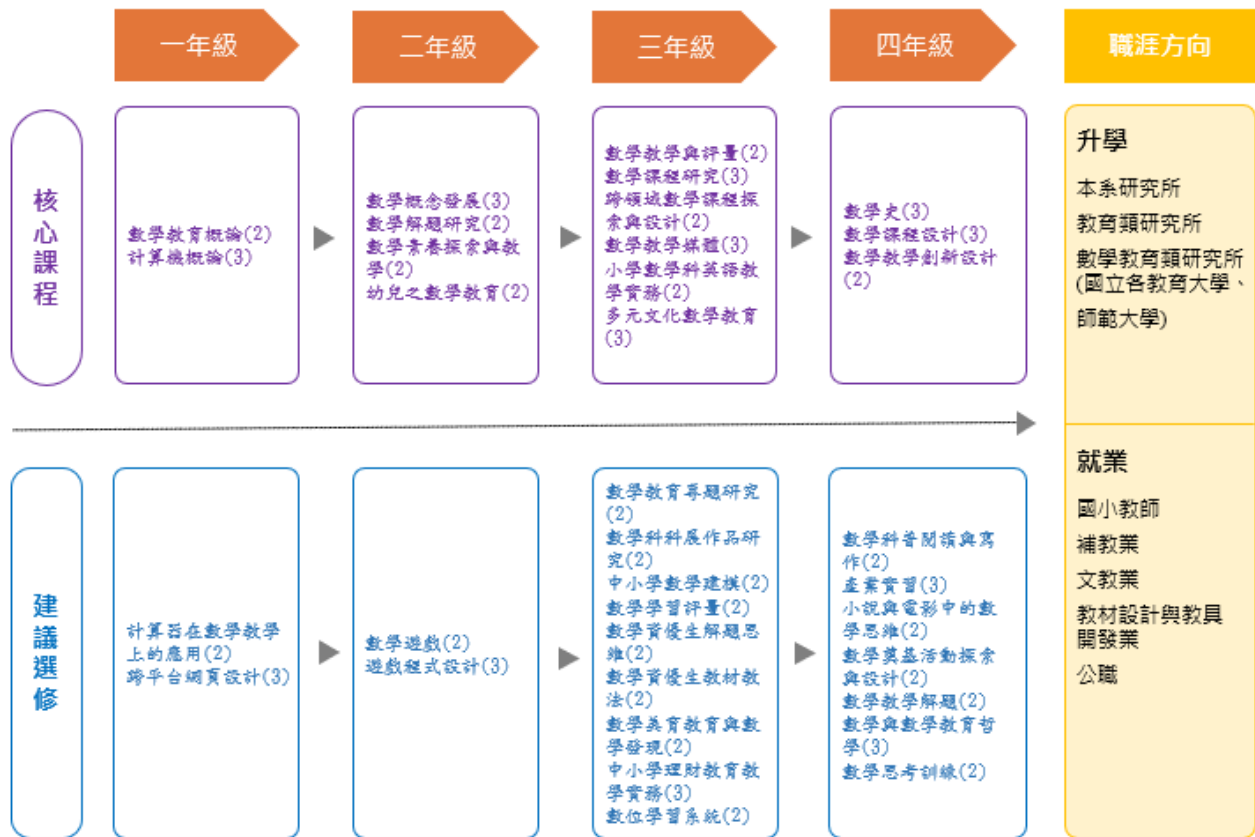 一年級
二年級
三年級
四年級
職涯方向
核心課程
數學教育概論(2)
計算機概論(3)
數學概念發展(3)
數學解題研究(2)
數學素養探索與教
學(2)
幼兒之數學教育(2)
數學教學與評量(2)
數學課程研究(3)
跨領域數學課程探
索與設計(2)
數學教學媒體(3)
小學數學科英語教
學實務(2)
多元文化數學教育
(3)
數學史(3)
數學課程設計(3)
數學教學創新設計
(2)
升學
本系研究所
教育類研究所
數學教育類研究所
(國立各教育大學、
師範大學)
建議選修
計算器在數學教學
上的應用(2)
跨平台網頁設計(3)
數學遊戲(2)
遊戲程式設計(3)
數學教育專題研究
(2)
數學科科展作品研
究(2)
中小學數學建模(2)
數學學習評量(2)
數學資優生解題思
維(2)
數學資優生教材教
法(2)
數學美育教育與數
學發現(2)
中小學理財教育教
學實務(3)
數位學習系統(2)
數學科普閱讀與寫
作(2)
產業實習(3)
小說與電影中的數
學思維(2)
數學奠基活動探索
與設計(2)
數學教學解題(2)
數學與數學教育哲
學(3)
數學思考訓練(2)
就業
國小教師
補教業
文教業
教材設計與教具
開發業
公職